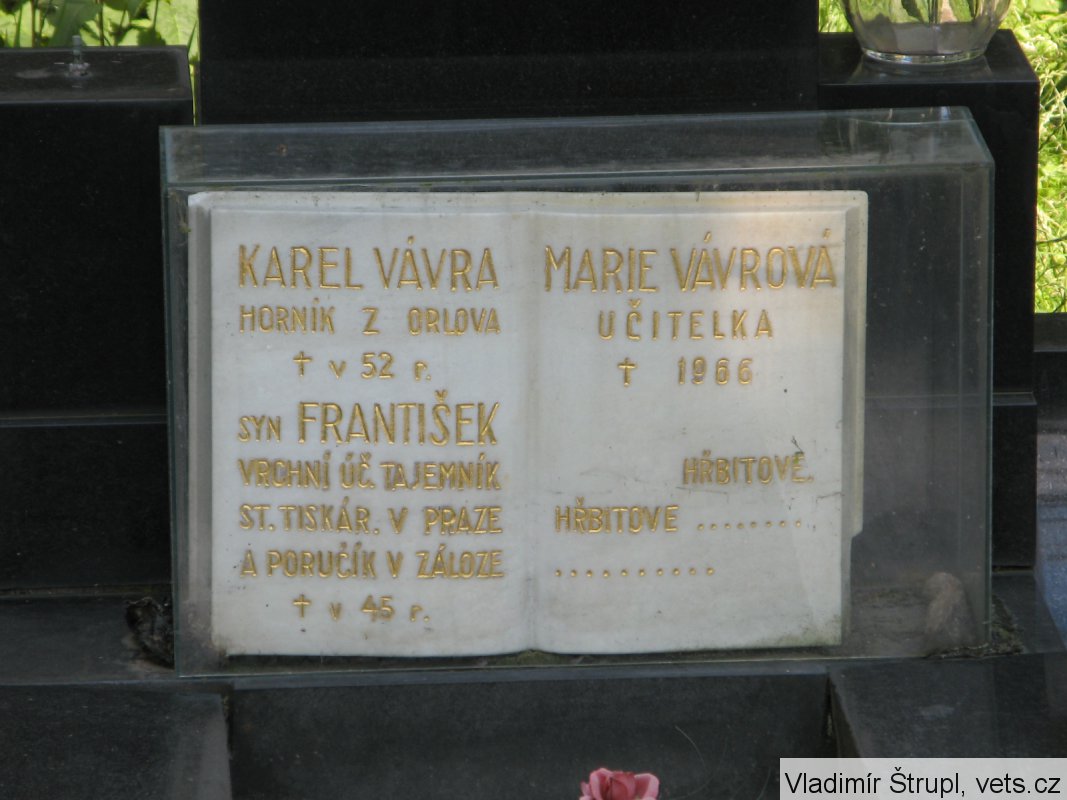 KAREL VÁVRA
HORNÍK Z ORLOVA
† v 52 r.
SYN FRANTIŠEK
VRCHNÍ ÚČ. TAJEMNÍK
ST. TISKÁR. V PRAZE
A PORUČÍK V ZÁLOZE
† v 45 r.
MARIE VÁVROVÁ
UČITELKA
† 1966
HŘBITOVĚ.
HŘBITOVE ........
..........
Vladimír Štrupl, vets.cz